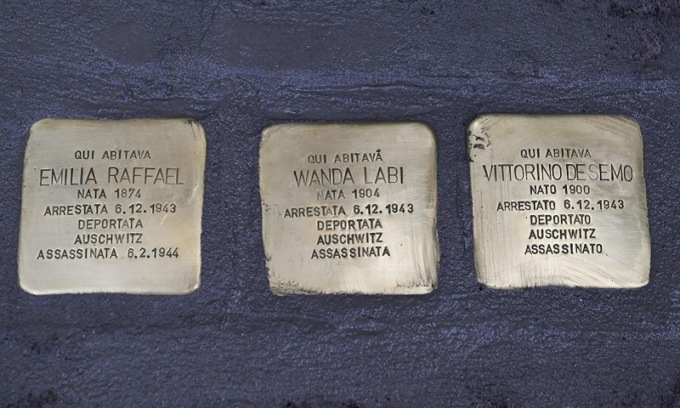 QUI ABITAVA
EMILIA RAFFAEL
NATA 1874
ARRESTATA 6.12.1943
DEPORTATA
AUSCHWITZ
ASSASSINATA 6.2.1944
QUI ABITAVA
WANDA LABI
NATA 1904
ARRESTATA 6.12.1943
DEPORTATA
AUSCHWITZ
ASSASSINATA
QUI ABITAVA
VITTORINO DE SEMO
NATO 1900
ARRESTATO 6.12.1943
DEPORTATO
AUSCHWITZ
ASSASSINATO